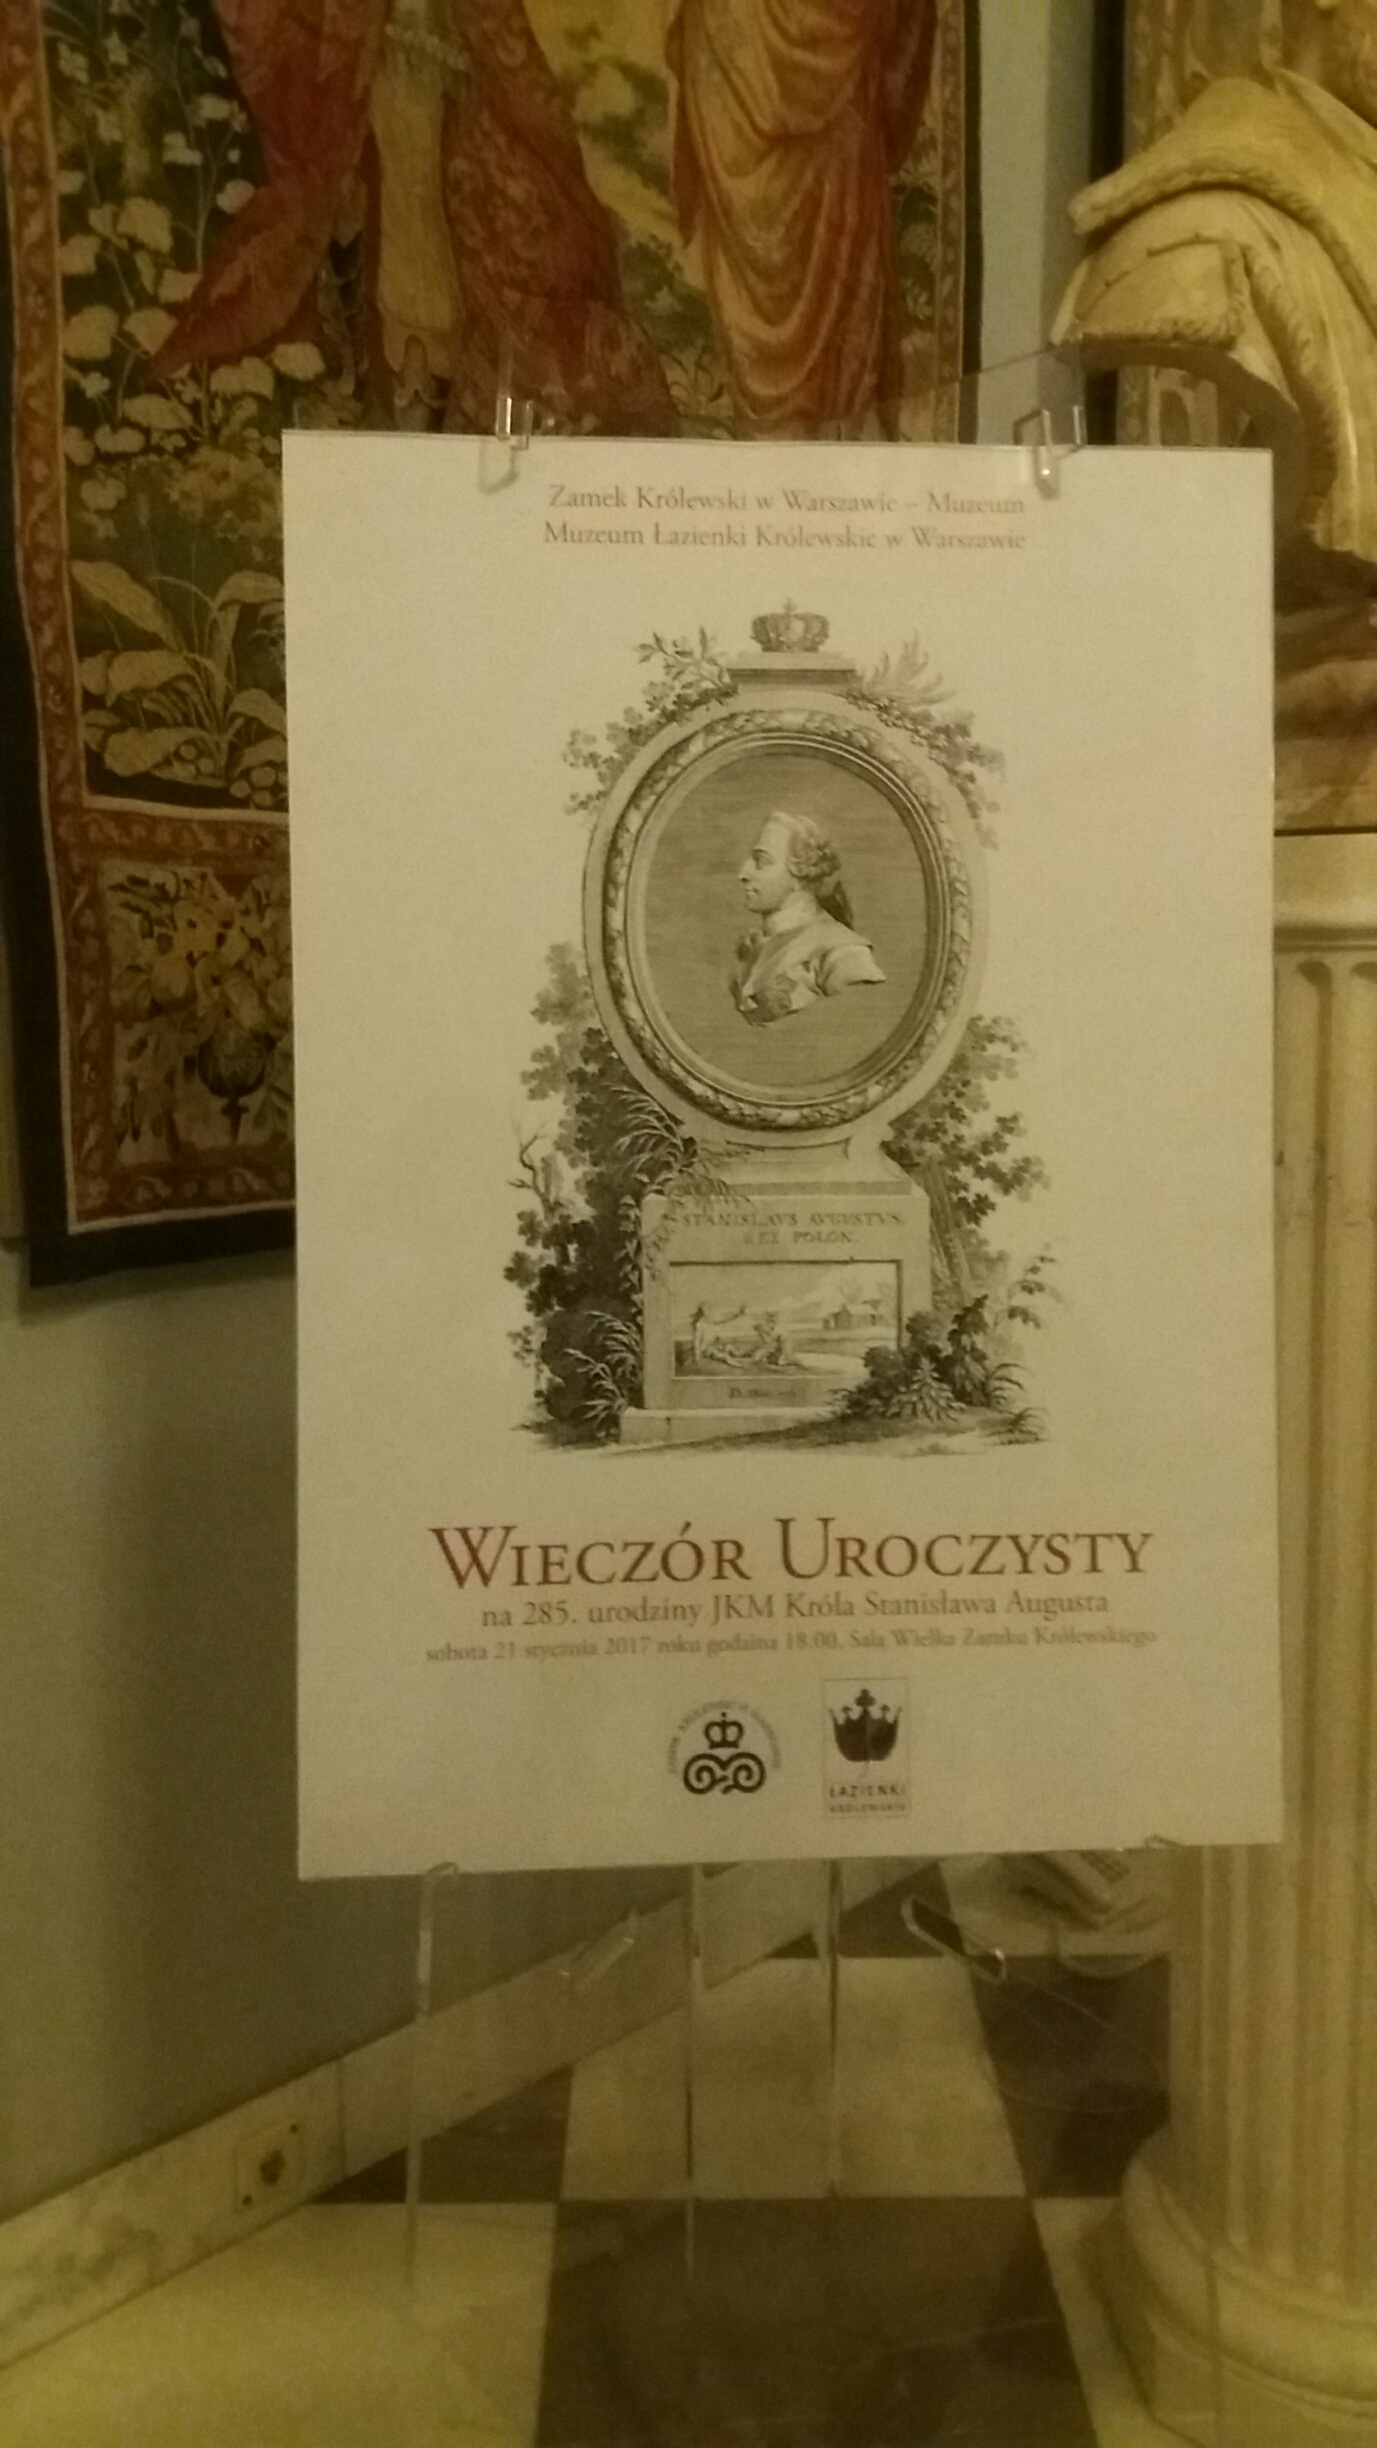 Zamek Królewski w Warszawie – Muzeum
Muzeum Łazienki Królewskie w Warszawie
STANISLAVS AVGVSTVS
REX POLON.
WIECZÓR UROCZYSTY
na 285. urodziny JKM Króla Stanisława Augusta
sobota 21 stycznia 2017 roku godzina 18.00, Sala Wielka Zamku Królewskiego
ŁAZIENKI
KRÓLEWSKIE